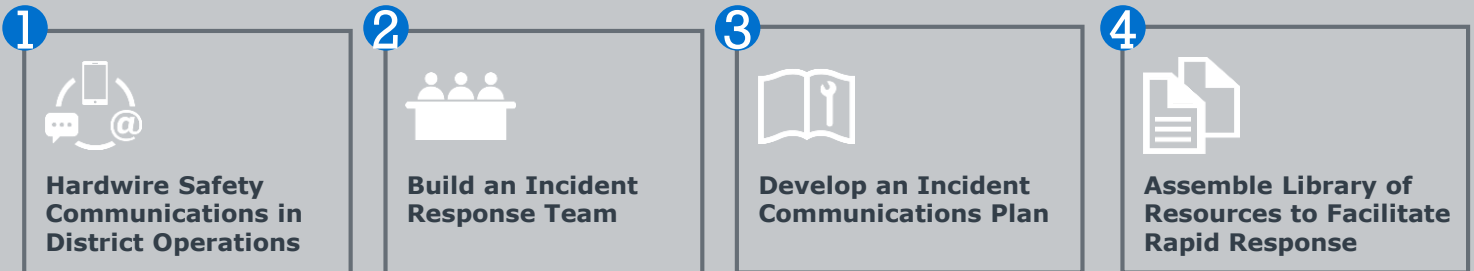 1
Hardwire Safety
Communications in
District Operations
2
Build an Incident
Response Team
3
Develop an Incident
Communications Plan
4
Assemble Library of
Resources to Facilitate
Rapid Response